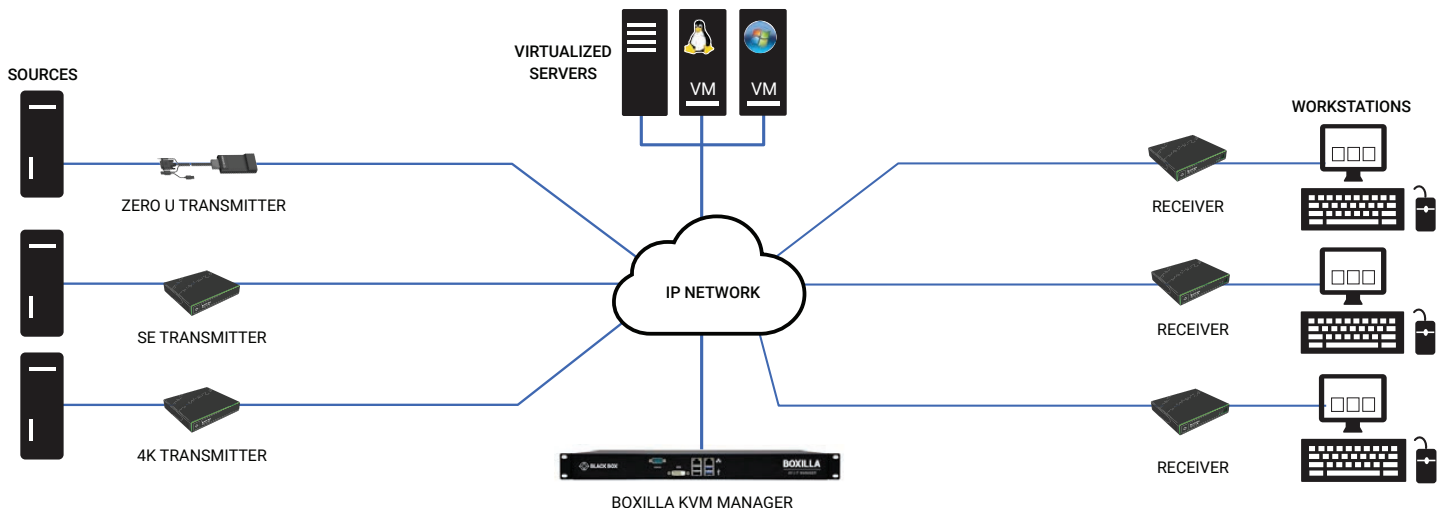 SOURCES
VIRTUALIZED
SERVERS
VM
VM
WORKSTATIONS
ZERO U TRANSMITTER
RECEIVER
IP NETWORK
SE TRANSMITTER
RECEIVER
4K TRANSMITTER
BLACK BOX
BOXILLA
RECEIVER
BOXILLA KVM MANAGER